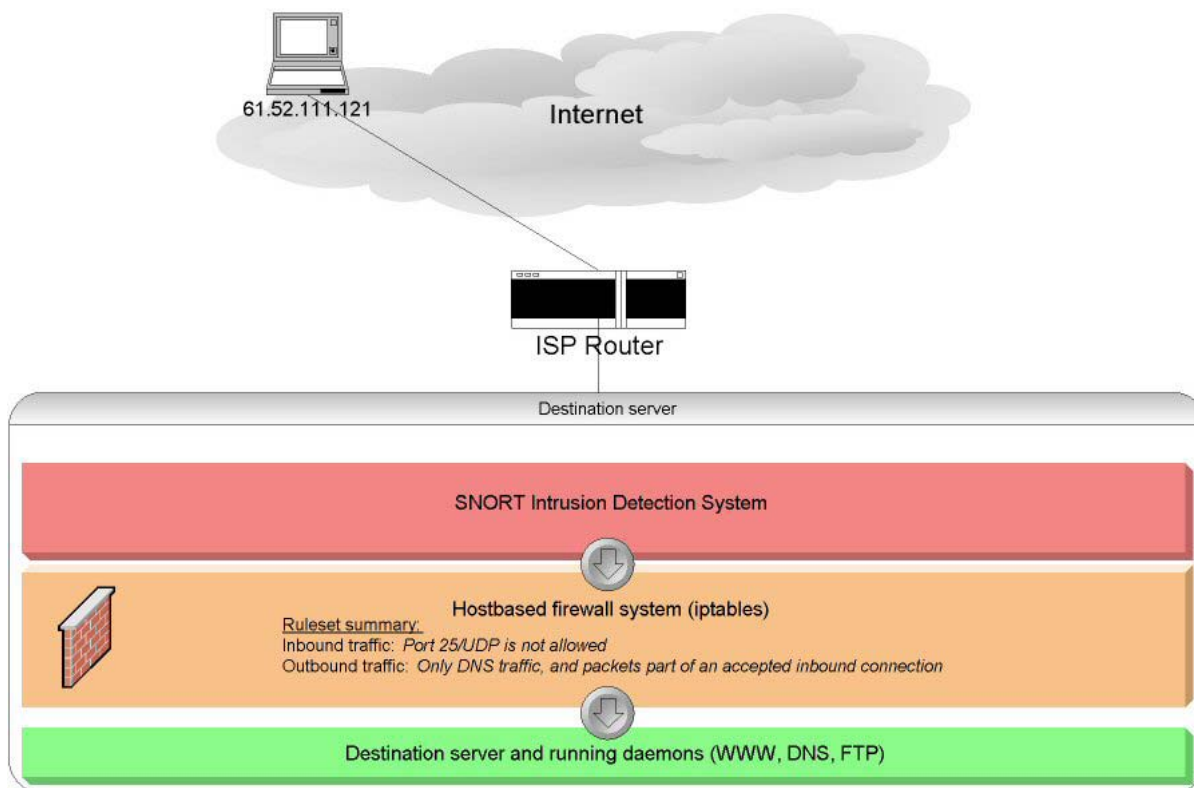 61.52.111.121
Internet
ISP Router
Destination server
SNORT Intrusion Detection System
Hostbased firewall system (iptables)
Ruleset summary:
Inbound traffic: Port 25/UDP is not allowed
Outbound traffic: Only DNS traffic, and packets part of an accepted inbound connection
Destination server and running daemons (WWW, DNS, FTP)